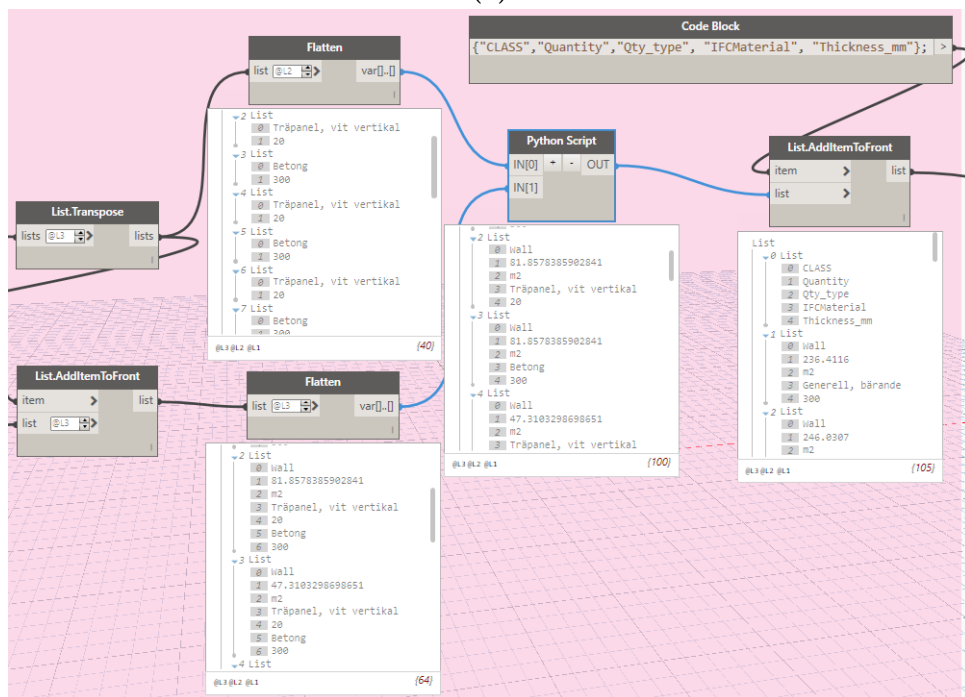 Code Block
{"CLASS","Quantity","Qty_type", "IFCMaterial", "Thickness_mm"}; >
Flatten
list @L2 > var[]..[]
2 List
0 Träpanel, vit vertikal
1 20
3 List
0 Betong
1 300
4 List
0 Träpanel, vit vertikal
1 20
5 List
0 Betong
1 300
6 List
0 Träpanel, vit vertikal
1 20
7 List
0 Betong
1 300
@L3 @L2 @L1 {40}
Python Script
IN[0] + - OUT
IN[1]
2 List
0 Wall
1 81.8578385902841
2 m2
3 Träpanel, vit vertikal
4 20
3 List
0 Wall
1 81.8578385902841
2 m2
3 Betong
4 300
4 List
0 Wall
1 47.3103298698651
2 m2
3 Träpanel, vit vertikal
@L3 @L2 @L1 {100}
List.AddItemToFront
item > list
list >
List
0 List
0 CLASS
1 Quantity
2 Qty_type
3 IFCMaterial
4 Thickness_mm
1 List
0 Wall
1 236.4116
2 m2
3 Generell, bärande
4 300
2 List
0 Wall
1 246.0307
2 m2
@L3 @L2 @L1 {105}
List.Transpose
lists @L3 > lists
List.AddItemToFront
item > list
list @L3 >
Flatten
list @L3 > var[]..[]
2 List
0 Wall
1 81.8578385902841
2 m2
3 Träpanel, vit vertikal
4 20
5 Betong
6 300
3 List
0 Wall
1 47.3103298698651
2 m2
3 Träpanel, vit vertikal
4 20
5 Betong
6 300
4 List
@L3 @L2 @L1 {64}